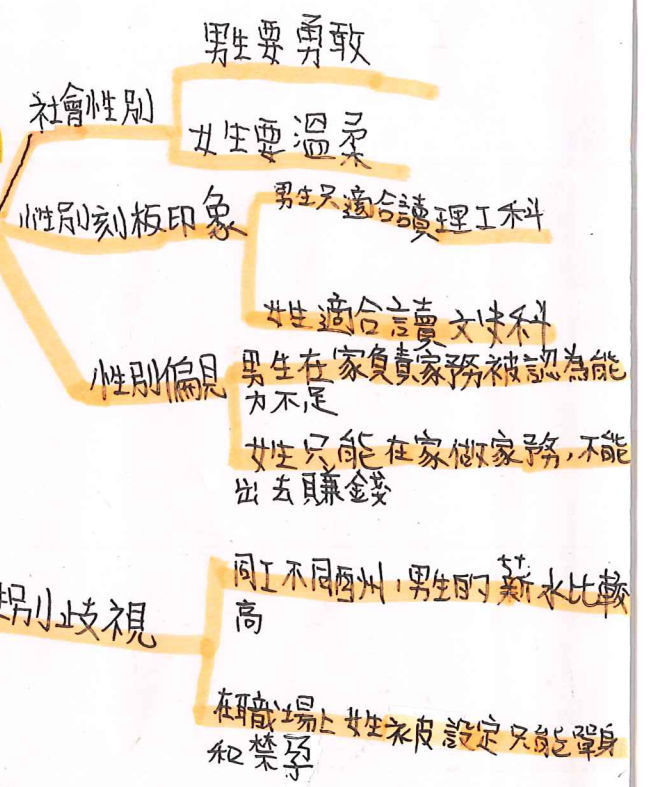 男生要勇敢
社會性別
女生要溫柔
性別刻板印象
男生只適合讀理工科
女生適合讀文史科
性別偏見
男生在家負責家務被認為能
力不足
女生只能在家做家務,不能
出去賺錢
別歧視
同工不同酬,男生的薪水比較
高
在職場上女生被設定只能單身
和禁孕